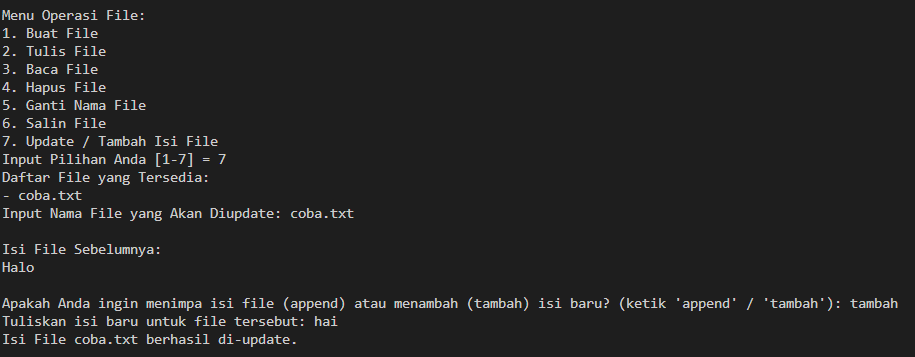 Menu Operasi File:
1. Buat File
2. Tulis File
3. Baca File
4. Hapus File
5. Ganti Nama File
6. Salin File
7. Update / Tambah Isi File
Input Pilihan Anda [1-7] = 7
Daftar File yang Tersedia:
- coba.txt
Input Nama File yang Akan Diupdate: coba.txt

Isi File Sebelumnya:
Halo

Apakah Anda ingin menimpa isi file (append) atau menambah (tambah) isi baru? (ketik 'append' / 'tambah'): tambah
Tuliskan isi baru untuk file tersebut: hai
Isi File coba.txt berhasil di-update.